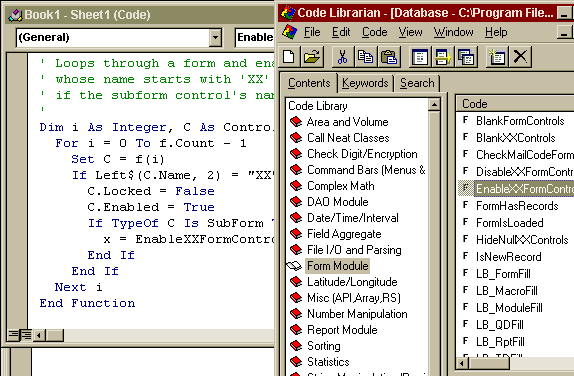 Book1 - Sheet1 (Code)
(General)
Enable
' Loops through a form and ena
' whose name starts with 'XX'
' if the subform control's nam
'
Dim i As Integer, C As Control
For i = 0 To f.Count - 1
Set C = f(i)
If Left$(C.Name, 2) = "XX"
C.Locked = False
C.Enabled = True
If TypeOf C Is SubForm T
x = EnableXXFormContro
End If
End If
Next i
End Function
Code Librarian - [Database - C:\Program File...
File Edit Code View Window Help
Contents Keywords Search
Code Library
Area and Volume
Call Neat Classes
Check Digit/Encryption
Command Bars (Menus &
Complex Math
DAO Module
Date/Time/Interval
Field Aggregate
File I/O and Parsing
Form Module
Latitude/Longitude
Misc (API,Array,RS)
Number Manipulation
Report Module
Sorting
Statistics
Code
F BlankFormControls
F BlankXXControls
F CheckMailCodeForm
F DisableXXFormContr
F EnableXXFormContro
F FormHasRecords
F FormIsLoaded
F HideNullXXControls
F IsNewRecord
F LB_FormFill
F LB_MacroFill
F LB_ModuleFill
F LB_QDFill
F LB_RptFill